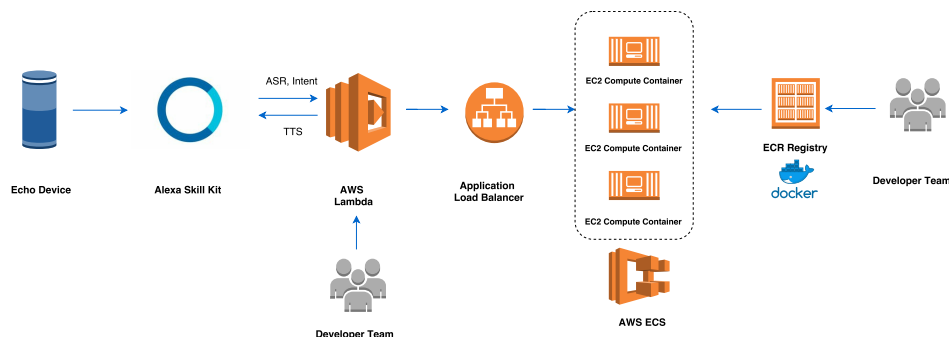 EC2 Compute Container
ASR, Intent
TTS
EC2 Compute Container
ECR Registry
docker
Echo Device
Alexa Skill Kit
AWS
Lambda
Application
Load Balancer
EC2 Compute Container
Developer Team
AWS ECS
Developer Team